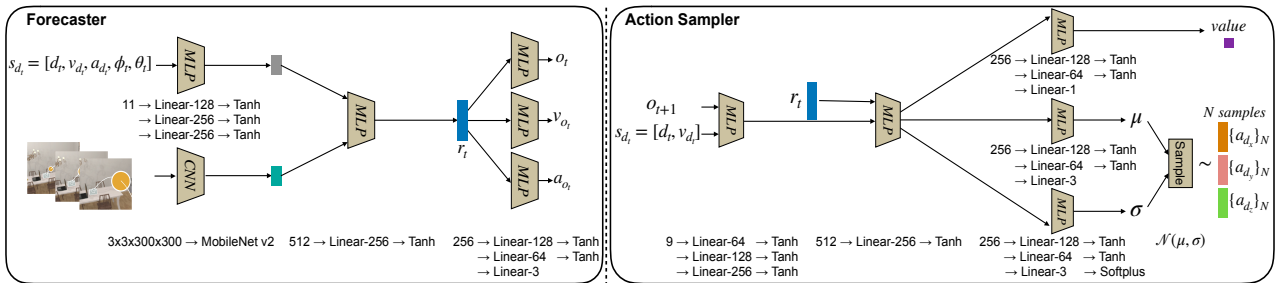 Forecaster
s_{d_t} = [d_t, v_{d_t}, a_{d_t}, ϕ_t, θ_t]
MLP
11 → Linear-128 → Tanh
→ Linear-256 → Tanh
→ Linear-256 → Tanh
CNN
3x3x300x300 → MobileNet v2
MLP
512 → Linear-256 → Tanh
r_t
MLP
o_t
MLP
v_{o_t}
MLP
a_{o_t}
256 → Linear-128 → Tanh
→ Linear-64 → Tanh
→ Linear-3
Action Sampler
o_{t+1}
s_{d_t} = [d_t, v_{d_t}]
MLP
9 → Linear-64 → Tanh
→ Linear-128 → Tanh
→ Linear-256 → Tanh
r_t
MLP
512 → Linear-256 → Tanh
MLP
value
256 → Linear-128 → Tanh
→ Linear-64 → Tanh
→ Linear-1
MLP
μ
256 → Linear-128 → Tanh
→ Linear-64 → Tanh
→ Linear-3
MLP
σ
256 → Linear-128 → Tanh
→ Linear-64 → Tanh
→ Linear-3 → Softplus
Sample
𝒩(μ, σ)
~
N samples
{a_{d_x}}_N
{a_{d_y}}_N
{a_{d_z}}_N